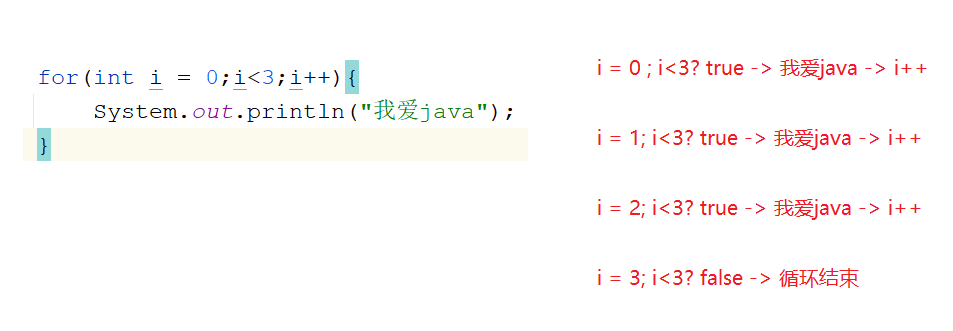 for(int i = 0;i<3;i++){
System.out.println("我爱java");
}
i = 0 ; i<3? true -> 我爱java -> i++
i = 1; i<3? true -> 我爱java -> i++
i = 2; i<3? true -> 我爱java -> i++
i = 3; i<3? false -> 循环结束